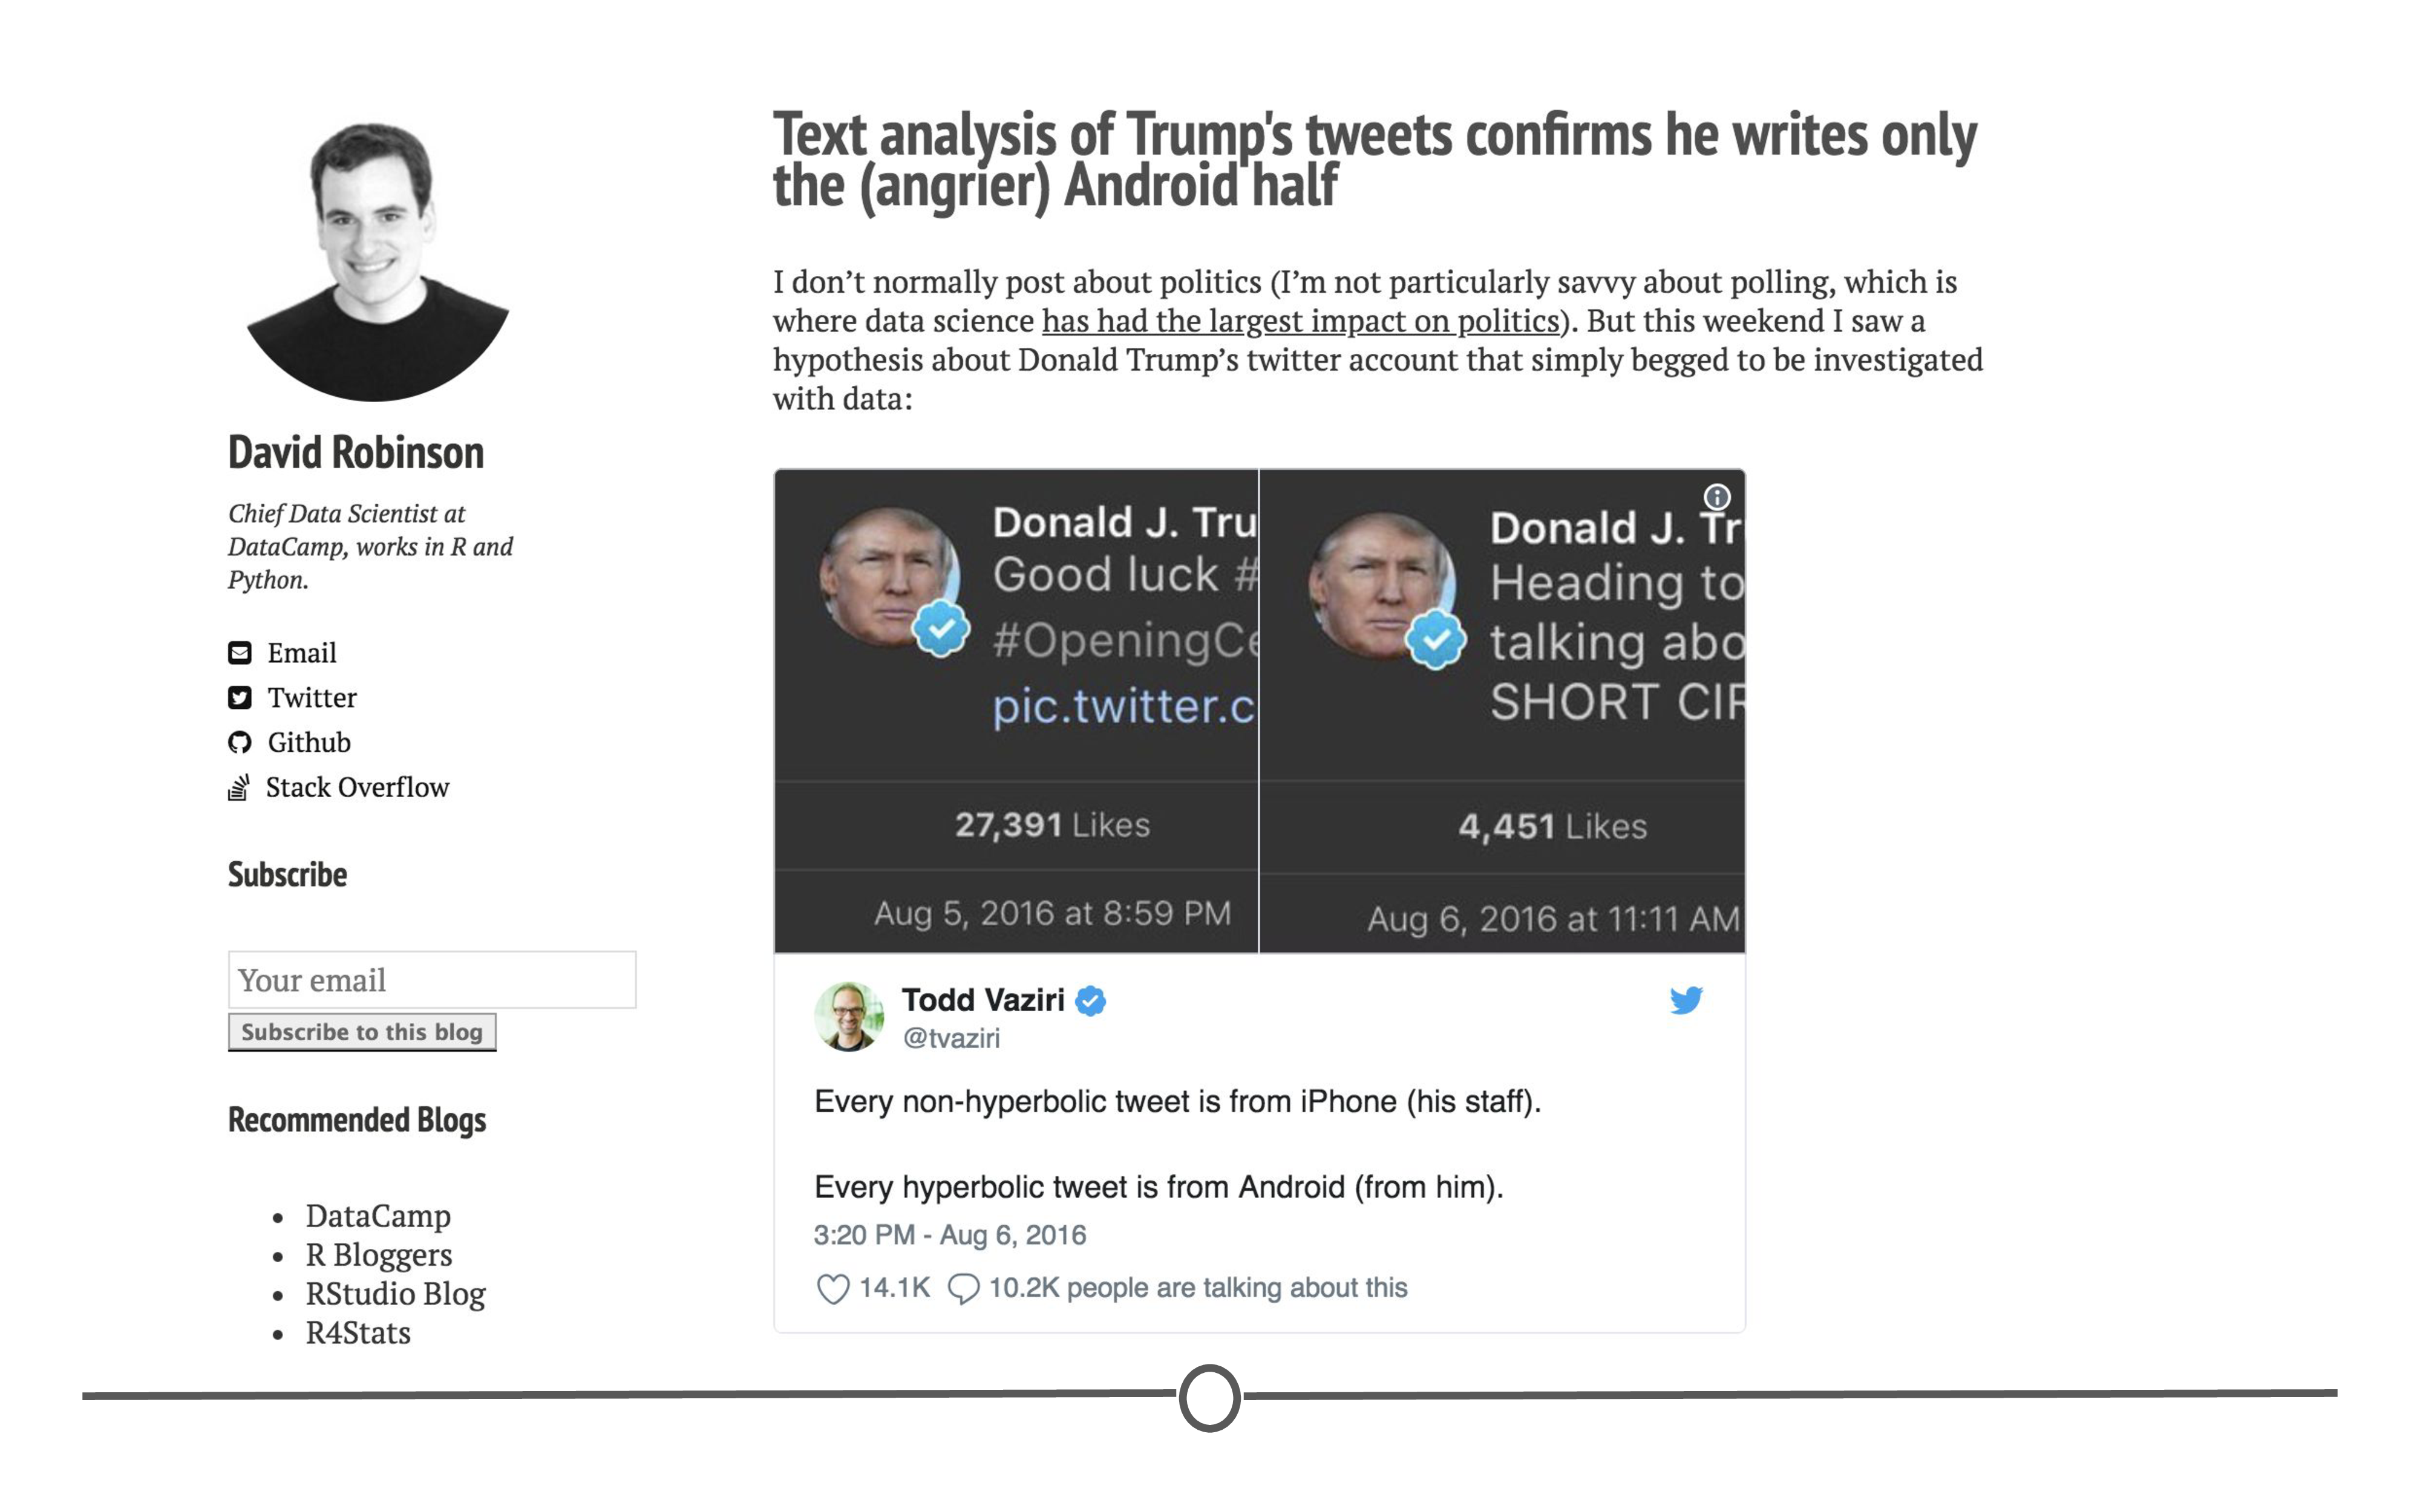 David Robinson
Chief Data Scientist at
DataCamp, works in R and
Python.
Email
Twitter
Github
Stack Overflow
Subscribe
Your email
Subscribe to this blog
Recommended Blogs
• DataCamp
• R Bloggers
• RStudio Blog
• R4Stats
Text analysis of Trump's tweets confirms he writes only
the (angrier) Android half
I don’t normally post about politics (I’m not particularly savvy about polling, which is
where data science has had the largest impact on politics). But this weekend I saw a
hypothesis about Donald Trump’s twitter account that simply begged to be investigated
with data:
Donald J. Tru
Good luck #
#OpeningCe
pic.twitter.c
27,391 Likes
Aug 5, 2016 at 8:59 PM
Donald J. Tr
Heading to
talking abo
SHORT CIR
4,451 Likes
Aug 6, 2016 at 11:11 AM
Todd Vaziri
@tvaziri
Every non-hyperbolic tweet is from iPhone (his staff).
Every hyperbolic tweet is from Android (from him).
3:20 PM - Aug 6, 2016
14.1K 10.2K people are talking about this